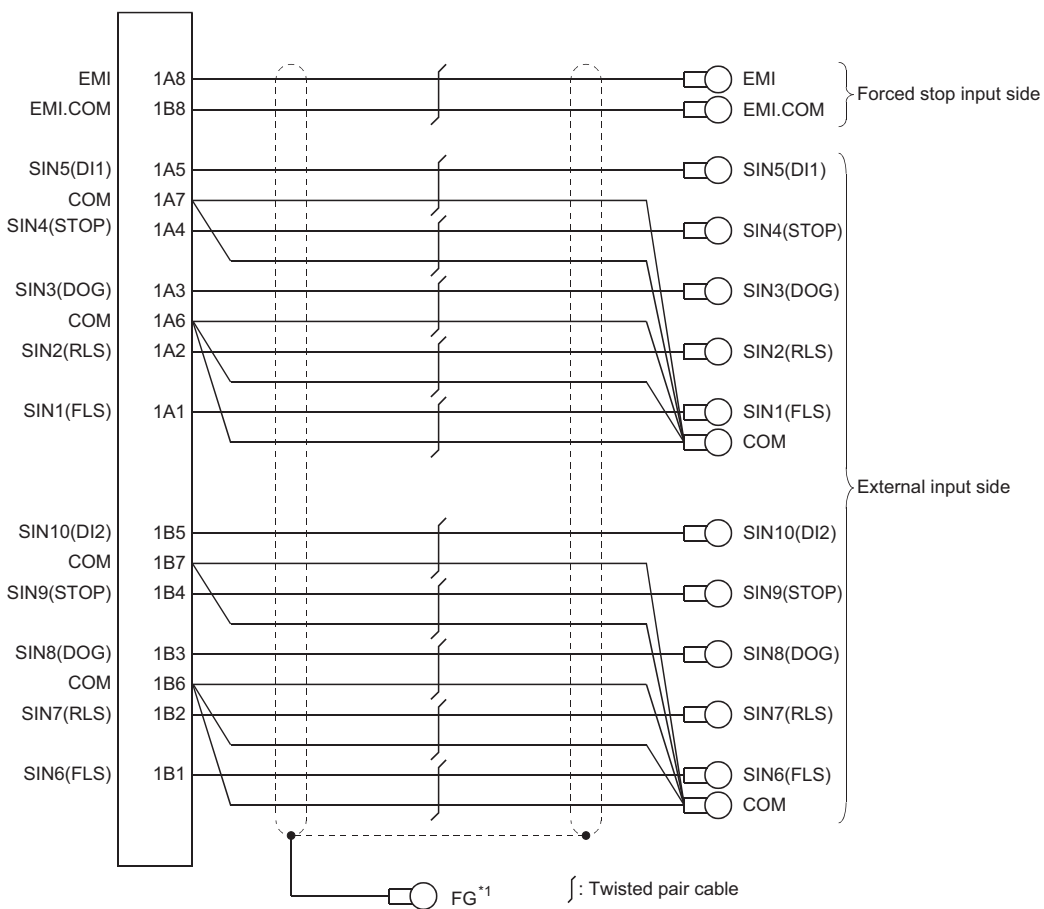 EMI 1A8 EMI
EMI.COM 1B8 EMI.COM
Forced stop input side
SIN5(DI1) 1A5 SIN5(DI1)
COM 1A7
SIN4(STOP) 1A4 SIN4(STOP)
SIN3(DOG) 1A3 SIN3(DOG)
COM 1A6
SIN2(RLS) 1A2 SIN2(RLS)
SIN1(FLS) 1A1 SIN1(FLS)
COM
External input side
SIN10(DI2) 1B5 SIN10(DI2)
COM 1B7
SIN9(STOP) 1B4 SIN9(STOP)
SIN8(DOG) 1B3 SIN8(DOG)
COM 1B6
SIN7(RLS) 1B2 SIN7(RLS)
SIN6(FLS) 1B1 SIN6(FLS)
COM
FG*1
: Twisted pair cable